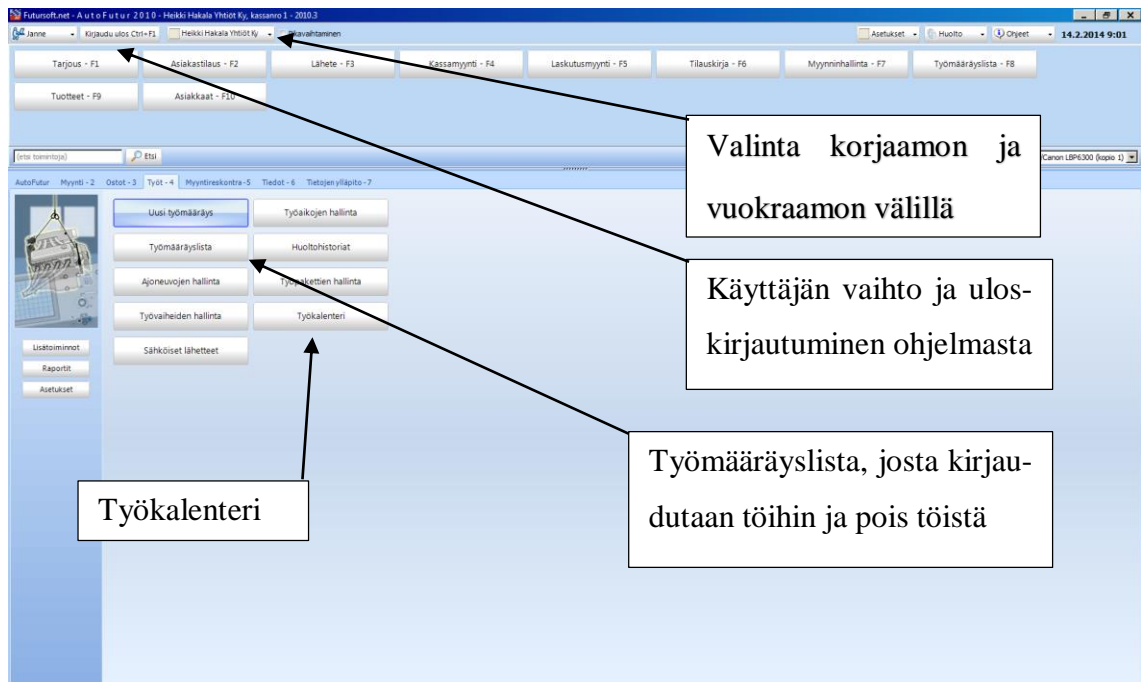 Futursoft.net - A u t o F u t u r 2 0 1 0 - Heikki Hakala Yhtiöt Ky, kassanro 1 - 2010.3
Janne Kirjaudu ulos Ctrl+F1 Heikki Hakala Yhtiöt Ky Pikavaihtaminen Asetukset Huolto Ohjeet 14.2.2014 9:01
Tarjous - F1 Asiakastilaus - F2 Lähete - F3 Kassamyynti - F4 Laskutusmyynti - F5 Tilauskirja - F6 Myynninhallinta - F7 Työmääräyslista - F8
Tuotteet - F9 Asiakkaat - F10
Valinta korjaamon ja
vuokraamon välillä
(etsi toimintoja) Etsi /Canon LBP6300 (kopio 1)
AutoFutur Myynti - 2 Ostot - 3 Työt - 4 Myyntireskontra-5 Tiedot - 6 Tietojen ylläpito - 7
Uusi työmääräys Työaikojen hallinta
Työmääräyslista Huoltohistoriat
Ajoneuvojen hallinta Työpakettien hallinta
Työvaiheiden hallinta Työkalenteri
Sähköiset lähetteet
Lisätoiminnot
Raportit
Asetukset
Käyttäjän vaihto ja ulos-
kirjautuminen ohjelmasta
Työmääräyslista, josta kirjau-
dutaan töihin ja pois töistä
Työkalenteri